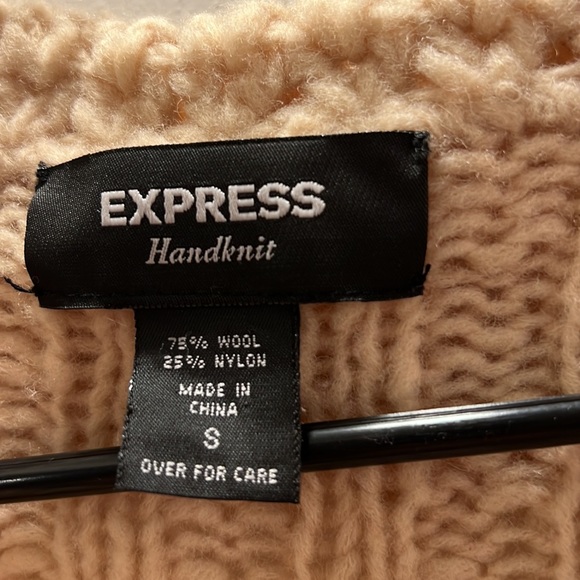 EXPRESS
Handknit
75% WOOL
25% NYLON
MADE IN
CHINA
S
OVER FOR CARE